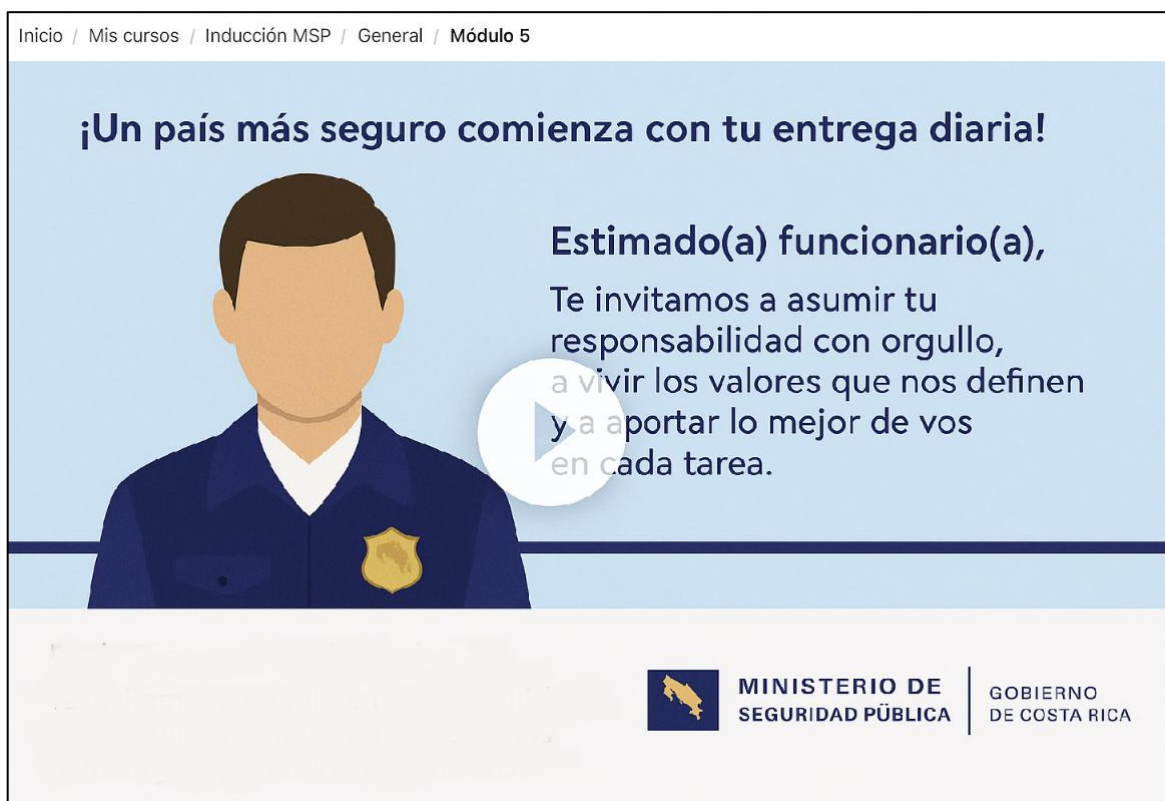 Inicio / Mis cursos / Inducción MSP / General / Módulo 5
¡Un país más seguro comienza con tu entrega diaria!
Estimado(a) funcionario(a),
Te invitamos a asumir tu
responsabilidad con orgullo,
a vivir los valores que nos definen
y a aportar lo mejor de vos
en cada tarea.
MINISTERIO DE
SEGURIDAD PÚBLICA
GOBIERNO
DE COSTA RICA